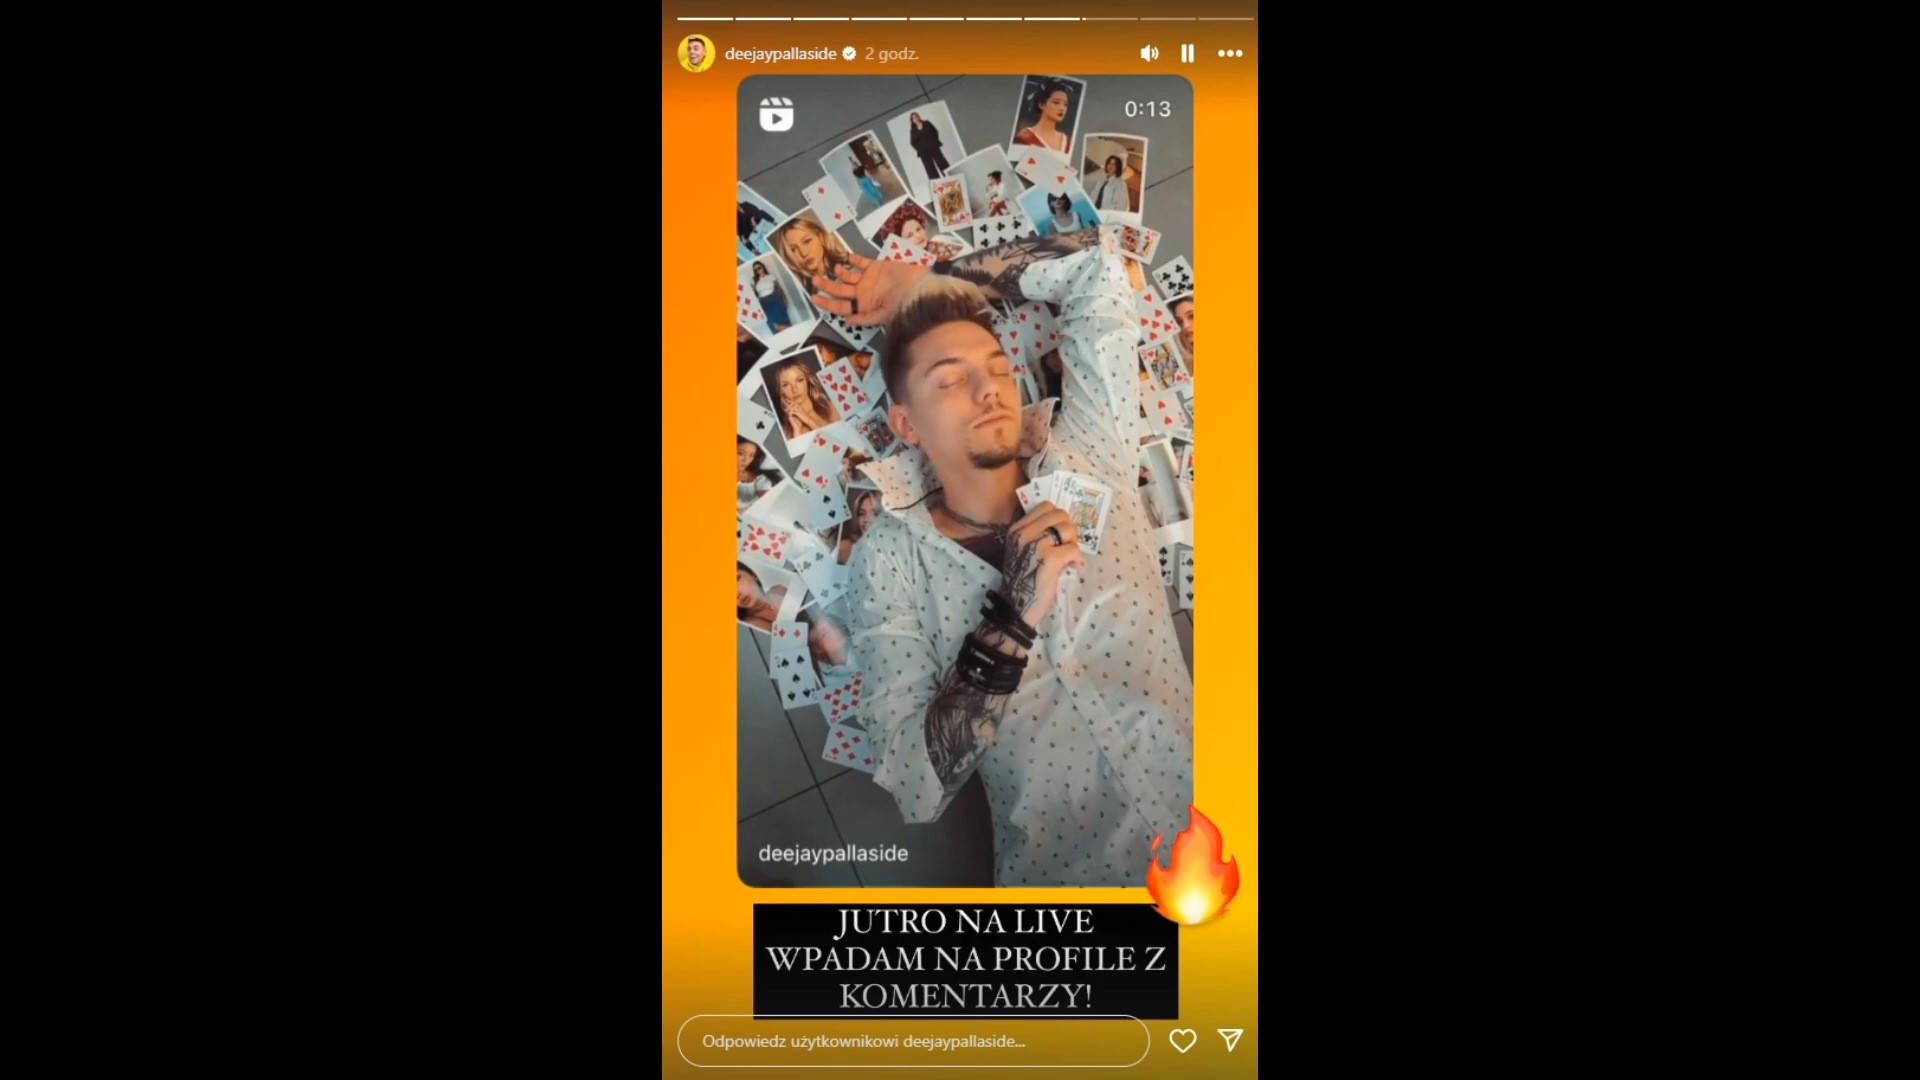 deejaypallaside 2 godz.
0:13
deejaypallaside
JUTRO NA LIVE
WPADAM NA PROFILE Z
KOMENTARZY!
Odpowiedz użytkownikowi deejaypallaside...